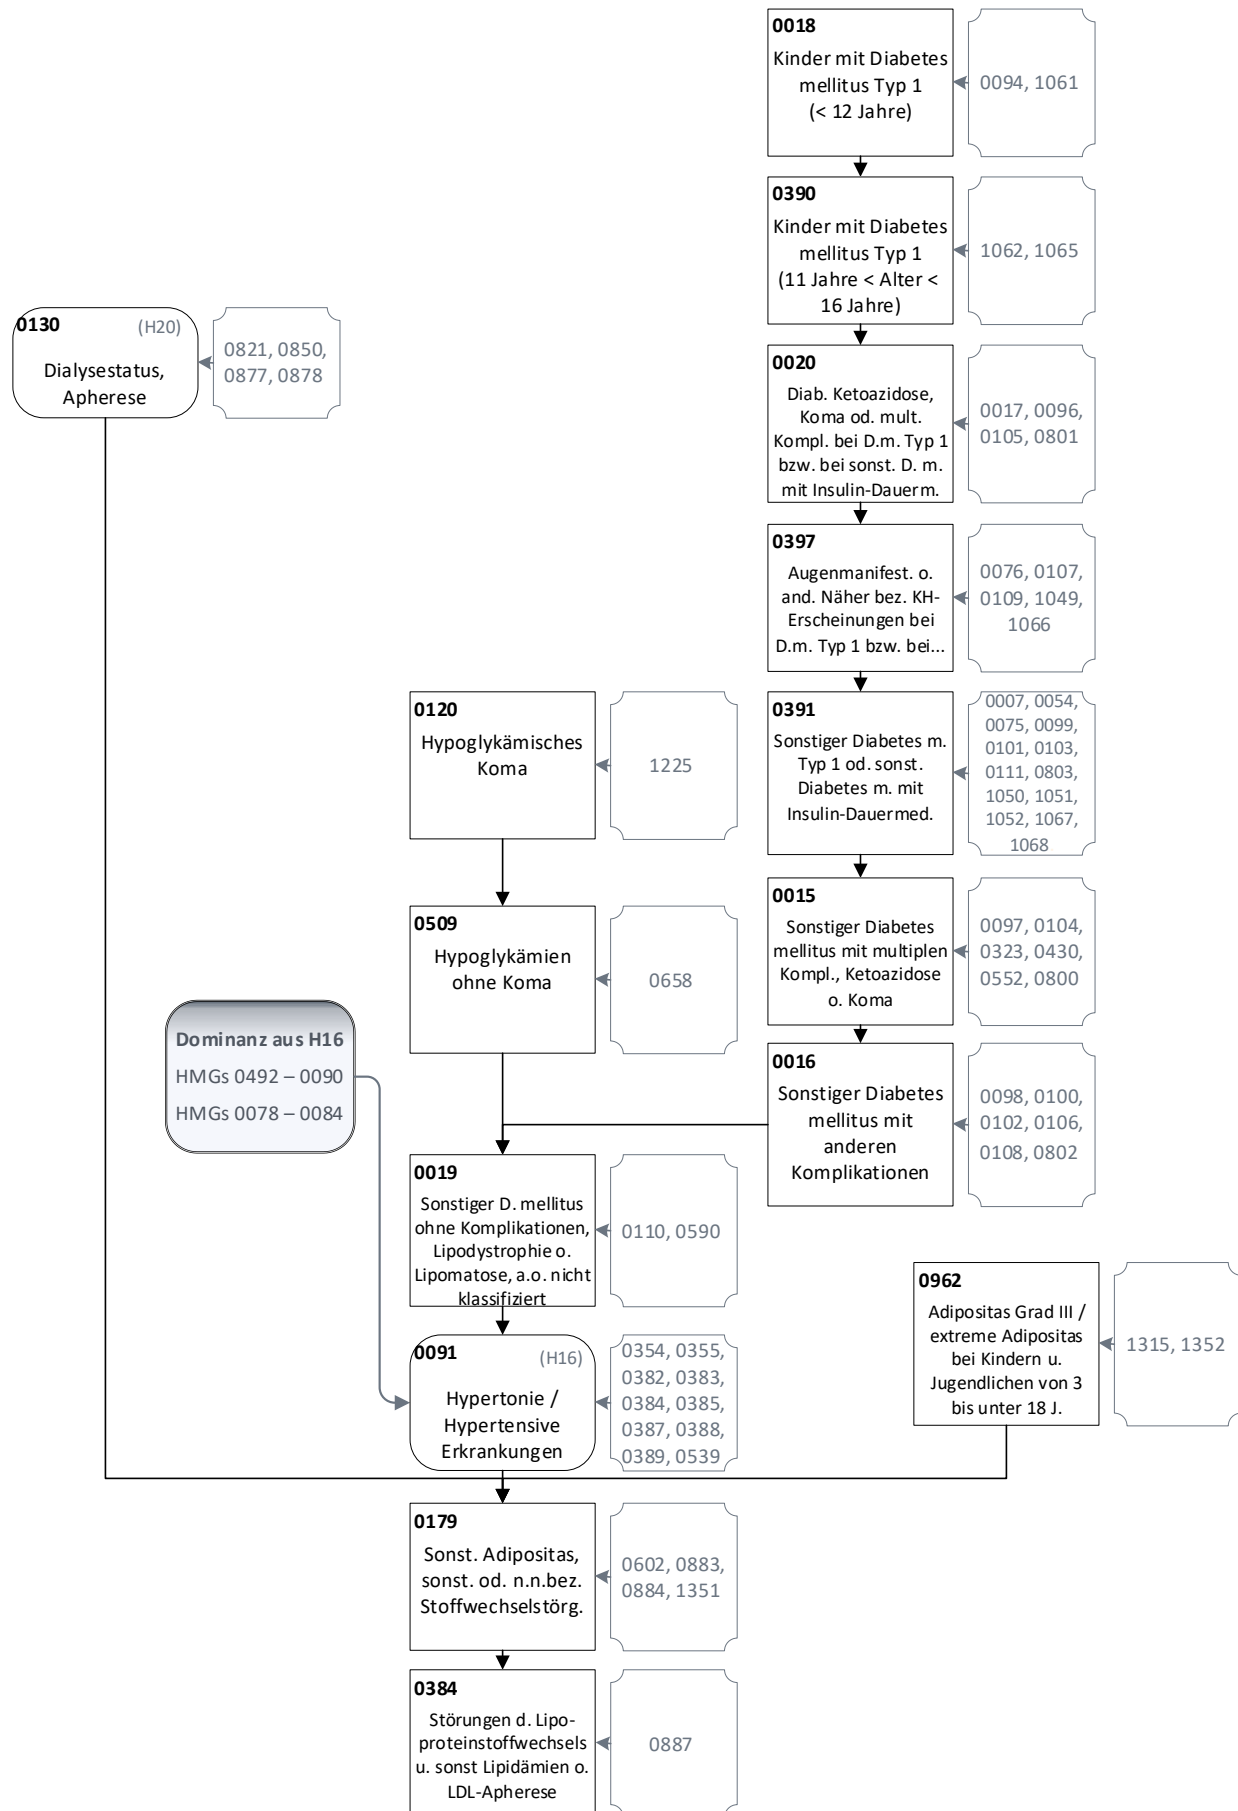 0018
Kinder mit Diabetes
mellitus Typ 1
(< 12 Jahre)
0094, 1061
0390
Kinder mit Diabetes
mellitus Typ 1
(11 Jahre < Alter <
16 Jahre)
1062, 1065
0130
(H20)
Dialysestatus,
Apherese
0821, 0850,
0877, 0878
0020
Diab. Ketoazidose,
Koma od. mult.
Kompl. bei D.m. Typ 1
bzw. bei sonst. D. m.
mit Insulin-Dauerm.
0017, 0096,
0105, 0801
0397
Augenmanifest. o.
and. Näher bez. KH-
Erscheinungen bei
D.m. Typ 1 bzw. bei...
0076, 0107,
0109, 1049,
1066
0120
Hypoglykämisches
Koma
1225
0391
Sonstiger Diabetes m.
Typ 1 od. sonst.
Diabetes m. mit
Insulin-Dauermed.
0007, 0054,
0075, 0099,
0101, 0103,
0111, 0803,
1050, 1051,
1052, 1067,
1068
0509
Hypoglykämien
ohne Koma
0658
0015
Sonstiger Diabetes
mellitus mit multiplen
Kompl., Ketoazidose
o. Koma
0097, 0104,
0323, 0430,
0552, 0800
Dominanz aus H16
HMGs 0492 – 0090
HMGs 0078 – 0084
0016
Sonstiger Diabetes
mellitus mit
anderen
Komplikationen
0098, 0100,
0102, 0106,
0108, 0802
0019
Sonstiger D. mellitus
ohne Komplikationen,
Lipodystrophie o.
Lipomatose, a.o. nicht
klassifiziert
0110, 0590
0962
Adipositas Grad III /
extreme Adipositas
bei Kindern u.
Jugendlichen von 3
bis unter 18 J.
1315, 1352
0091
(H16)
Hypertonie /
Hypertensive
Erkrankungen
0354, 0355,
0382, 0383,
0384, 0385,
0387, 0388,
0389, 0539
0179
Sonst. Adipositas,
sonst. od. n.n.bez.
Stoffwechselstörg.
0602, 0883,
0884, 1351
0384
Störungen d. Lipo-
proteinstoffwechsels
u. sonst Lipidämien o.
LDL-Apherese
0887